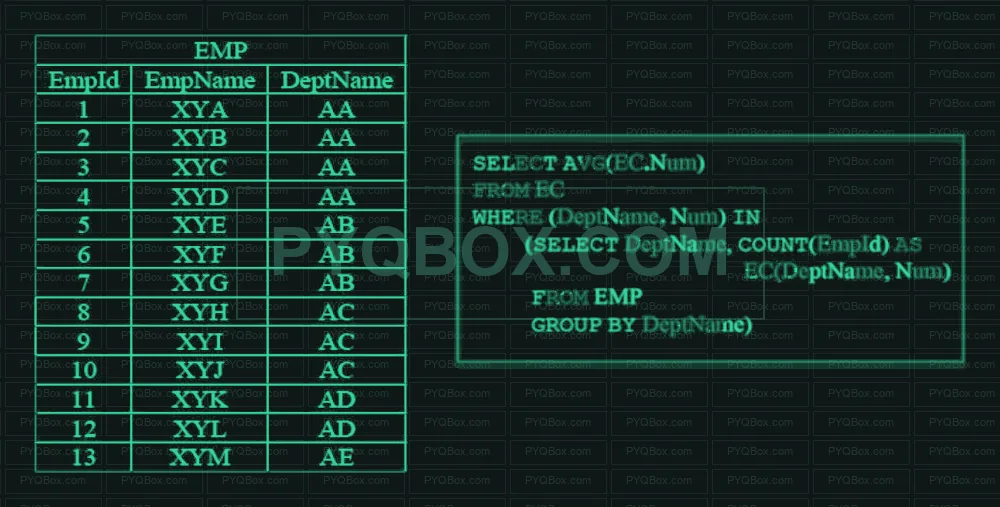 EMP
EmpId EmpName DeptName
1 XYA AA
2 XYB AA
3 XYC AA
4 XYD AA
5 XYE AB
6 XYF AB
7 XYG AB
8 XYH AC
9 XYI AC
10 XYJ AC
11 XYK AD
12 XYL AD
13 XYM AE
SELECT AVG(EC.Num)
FROM EC
WHERE (DeptName, Num) IN
(SELECT DeptName, COUNT(EmpId) AS
EC(DeptName, Num)
FROM EMP
GROUP BY DeptName)
PYQBOX.COM
PYQBox.com